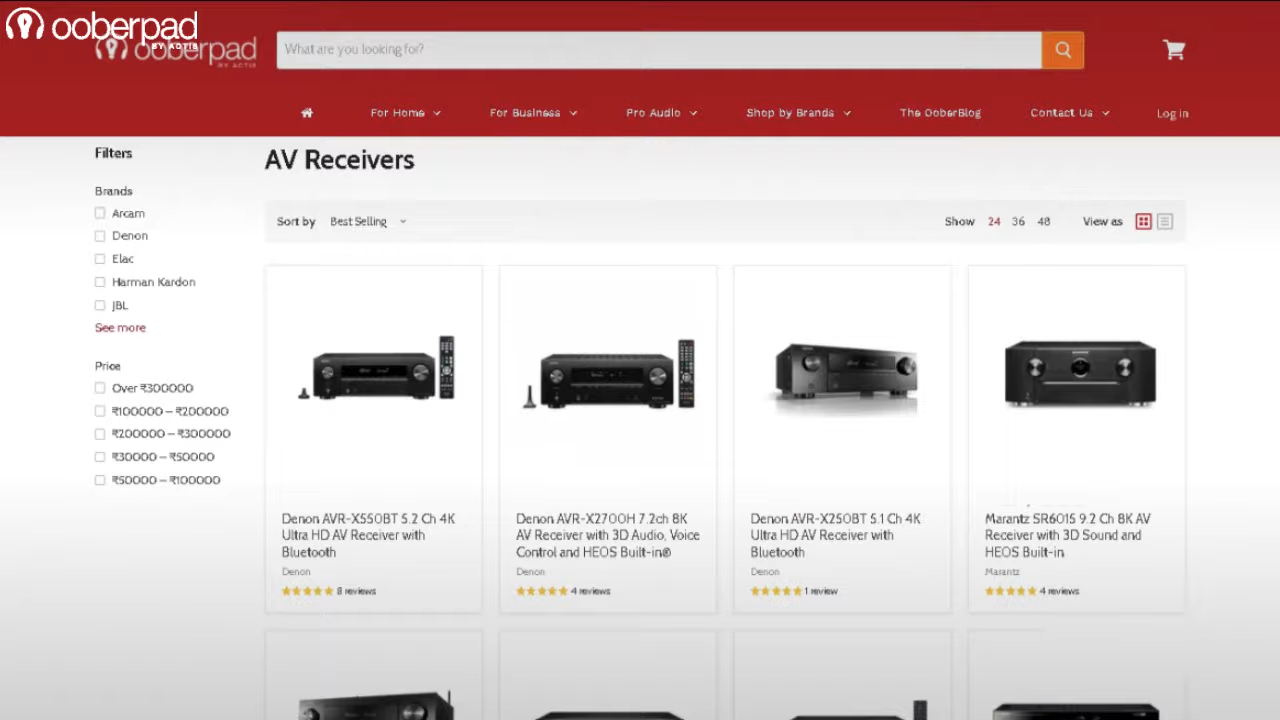 ooberpad
BY ACTIS
ooberpad
BY ACTIS
What are you looking for?
For Home
For Business
Pro Audio
Shop by Brands
The OoberBlog
Contact Us
Log in
Filters
AV Receivers
Brands
Arcam
Denon
Elac
Harman Kardon
JBL
See more
Price
Over ₹300000
₹100000 – ₹200000
₹200000 – ₹300000
₹30000 – ₹50000
₹50000 – ₹100000
Sort by Best Selling
Show 24 36 48
View as
Denon AVR-X550BT 5.2 Ch 4K
Ultra HD AV Receiver with
Bluetooth
Denon
8 reviews
Denon AVR-X2700H 7.2ch 8K
AV Receiver with 3D Audio, Voice
Control and HEOS Built-in®
Denon
4 reviews
Denon AVR-X250BT 5.1 Ch 4K
Ultra HD AV Receiver with
Bluetooth
Denon
1 review
Marantz SR6015 9.2 Ch 8K AV
Receiver with 3D Sound and
HEOS Built-in
Marantz
4 reviews